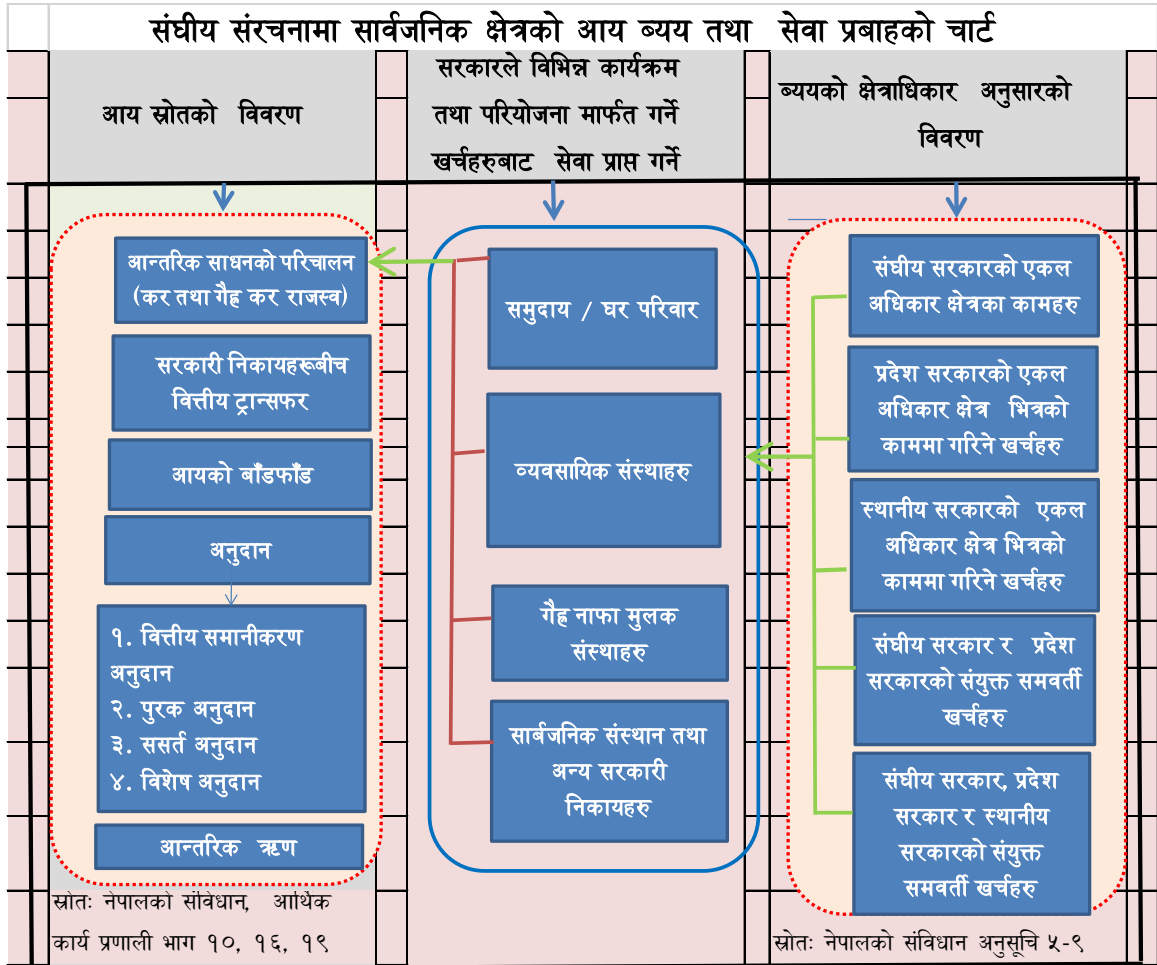 संघीय संरचनामा सार्वजनिक क्षेत्रको आय ब्यय तथा सेवा प्रबाहको चार्ट
आय स्रोतको विवरण
आन्तरिक साधनको परिचालन
(कर तथा गैह्र कर राजस्व)
सरकारी निकायहरूबीच
वित्तीय ट्रान्सफर
आयको बाँडफाँड
अनुदान
१. वित्तीय समानीकरण
अनुदान
२. पुरक अनुदान
३. ससर्त अनुदान
४. विशेष अनुदान
आन्तरिक ऋण
स्रोतः नेपालको संविधान, आर्थिक
कार्य प्रणाली भाग १०, १६, १९
सरकारले विभिन्न कार्यक्रम
तथा परियोजना मार्फत गर्ने
खर्चहरुबाट सेवा प्राप्त गर्ने
समुदाय / घर परिवार
व्यवसायिक संस्थाहरु
गैह्र नाफा मुलक
संस्थाहरु
सार्बजनिक संस्थान तथा
अन्य सरकारी
निकायहरु
ब्ययको क्षेत्राधिकार अनुसारको
विवरण
संघीय सरकारको एकल
अधिकार क्षेत्रका कामहरु
प्रदेश सरकारको एकल
अधिकार क्षेत्र भित्रको
काममा गरिने खर्चहरु
स्थानीय सरकारको एकल
अधिकार क्षेत्र भित्रको
काममा गरिने खर्चहरु
संघीय सरकार र प्रदेश
सरकारको संयुक्त समवर्ती
खर्चहरु
संघीय सरकार, प्रदेश
सरकार र स्थानीय
सरकारको संयुक्त
समवर्ती खर्चहरु
स्रोतः नेपालको संविधान अनुसूचि ५-९